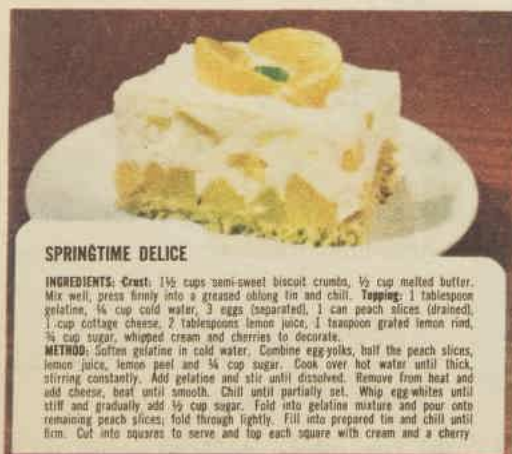 SPRINGTIME DELICE
INGREDIENTS: Crust: 1½ cups semi-sweet biscuit crumbs, ½ cup melted butter.
Mix well, press firmly into a greased oblong tin and chill. Topping: 1 tablespoon
gelatine, ¼ cup cold water, 3 eggs (separated), 1 can peach slices (drained),
1 cup cottage cheese, 2 tablespoons lemon juice, 1 teaspoon grated lemon rind,
¾ cup sugar, whipped cream and cherries to decorate.
METHOD: Soften gelatine in cold water. Combine egg-yolks, half the peach slices,
lemon juice, lemon peel and ¼ cup sugar. Cook over hot water until thick,
stirring constantly. Add gelatine and stir until dissolved. Remove from heat and
add cheese, beat until smooth. Chill until partially set. Whip egg-whites until
stiff and gradually add ½ cup sugar. Fold into gelatine mixture and pour onto
remaining peach slices; fold through lightly. Fill into prepared tin and chill until
firm. Cut into squares to serve and top each square with cream and a cherry